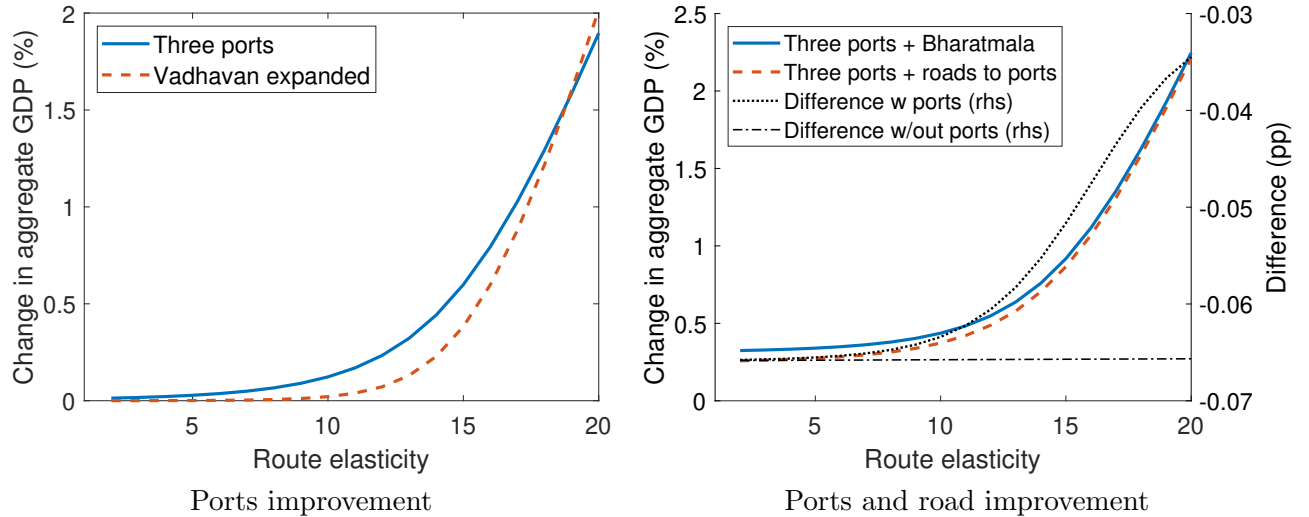 Change in aggregate GDP (%)
2
1.5
1
0.5
0
Three ports
Vadhavan expanded
5
10
15
20
Route elasticity
Ports improvement
Change in aggregate GDP (%)
2.5
2
1.5
1
0.5
0
Three ports + Bharatmala
Three ports + roads to ports
Difference w ports (rhs)
Difference w/out ports (rhs)
-0.03
-0.04
-0.05
-0.06
-0.07
Difference (pp)
5
10
15
20
Route elasticity
Ports and road improvement